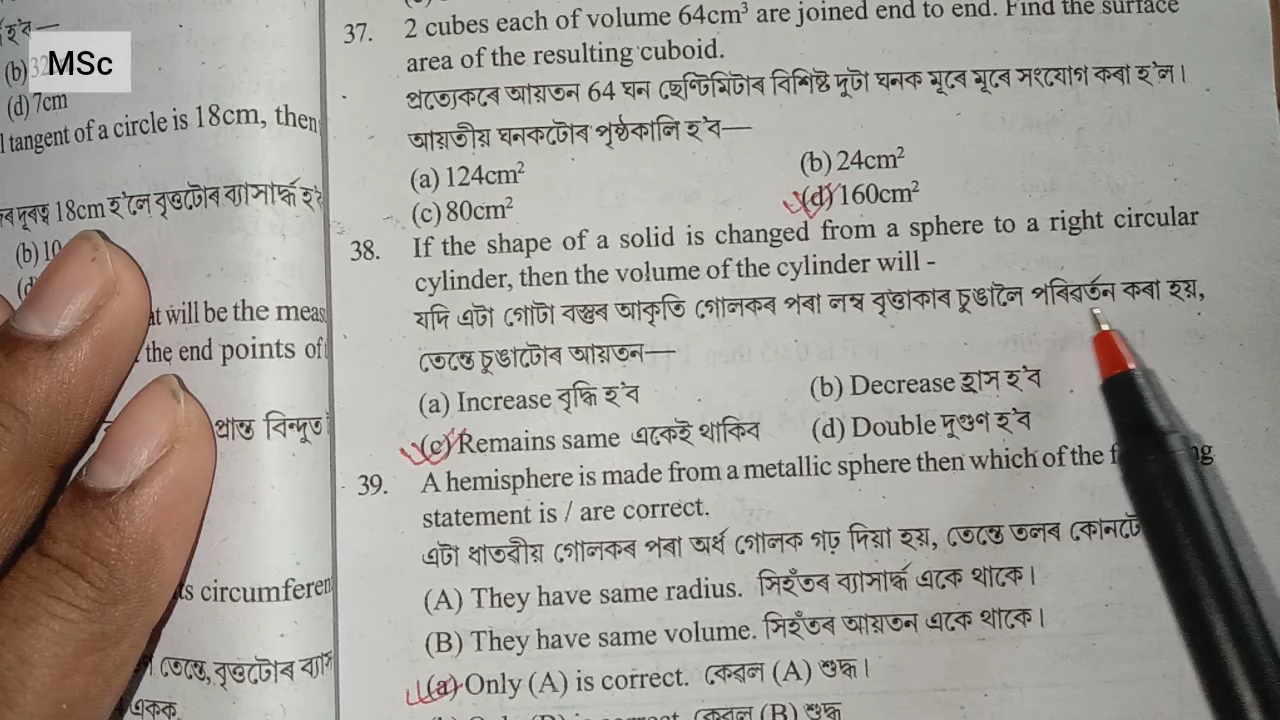 হ'ব—
(b) 32
MSc
(d) 7cm
l tangent of a circle is 18cm, then
18cm হ'লে বৃত্তটোৰ ব্যাসাৰ্দ্ধ হ'ব
(b) 10
at will be the meas
the end points of
প্ৰান্ত বিন্দুত
ts circumferen
তেন্তে, বৃত্তটোৰ ব্যাস
একক
37. 2 cubes each of volume 64cm³ are joined end to end. Find the surface
area of the resulting cuboid.
প্ৰত্যেকৰে আয়তন 64 ঘন ছেণ্টিমিটাৰ বিশিষ্ট দুটা ঘনক মূৰে মূৰে সংযোগ কৰা হ'ল।
আয়তীয় ঘনকটোৰ পৃষ্ঠকালি হ'ব—
(a) 124cm² (b) 24cm²
(c) 80cm² (d) 160cm²
38. If the shape of a solid is changed from a sphere to a right circular
cylinder, then the volume of the cylinder will -
যদি এটা গোটা বস্তুৰ আকৃতি গোলকৰ পৰা লম্ব বৃত্তাকাৰ চুঙালৈ পৰিৱৰ্তন কৰা হয়,
তেন্তে চুঙাটোৰ আয়তন—
(a) Increase বৃদ্ধি হ'ব (b) Decrease হ্ৰাস হ'ব
(c) Remains same একেই থাকিব (d) Double দুগুণ হ'ব
39. A hemisphere is made from a metallic sphere then which of the f ng
statement is / are correct.
এটা ধাতৱীয় গোলকৰ পৰা অৰ্ধ গোলক গঢ় দিয়া হয়, তেন্তে তলৰ কোনটো
(A) They have same radius. সিহঁতৰ ব্যাসাৰ্দ্ধ একে থাকে।
(B) They have same volume. সিহঁতৰ আয়তন একে থাকে।
(a) Only (A) is correct. কেৱল (A) শুদ্ধ।
কেৱল (B) শুদ্ধ